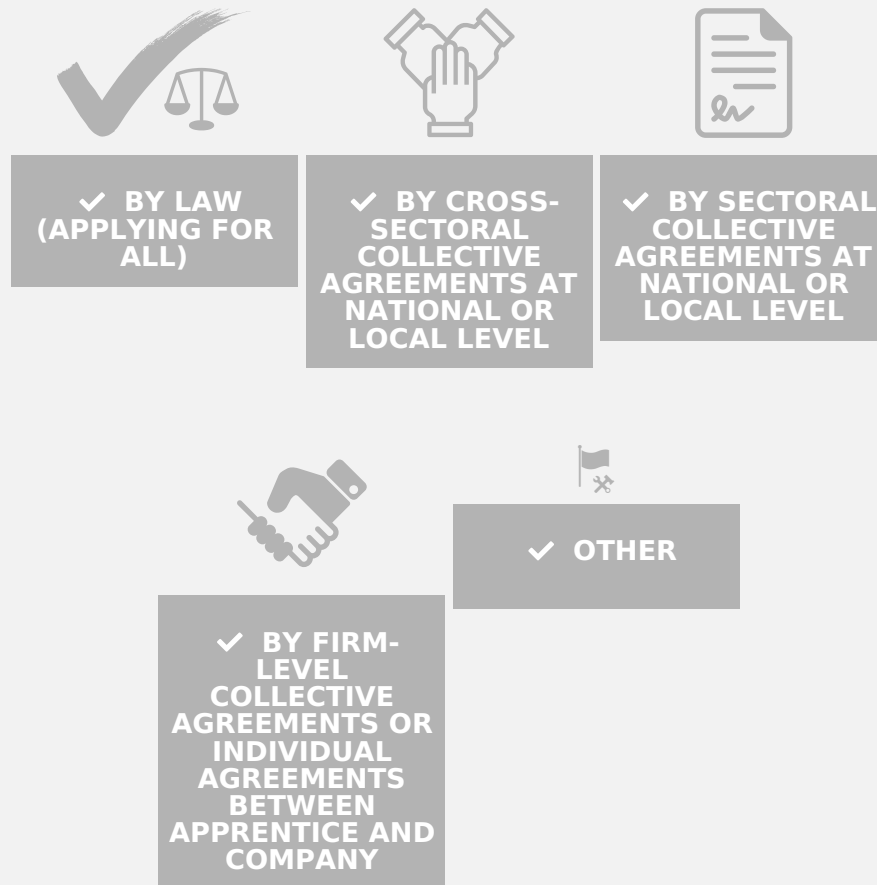 BY LAW
(APPLYING FOR
ALL)
BY CROSS-
SECTORAL
COLLECTIVE
AGREEMENTS AT
NATIONAL OR
LOCAL LEVEL
BY SECTORAL
COLLECTIVE
AGREEMENTS AT
NATIONAL OR
LOCAL LEVEL
BY FIRM-
LEVEL
COLLECTIVE
AGREEMENTS OR
INDIVIDUAL
AGREEMENTS
BETWEEN
APPRENTICE AND
COMPANY
OTHER